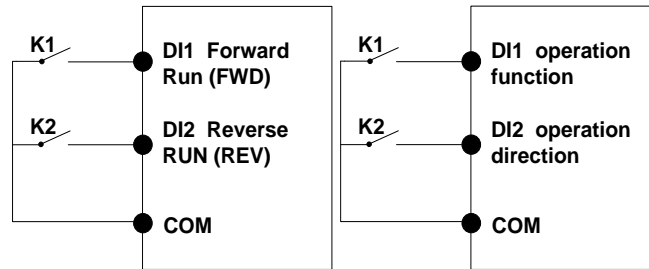 K1
DI1 Forward
Run (FWD)
K2
DI2 Reverse
RUN (REV)
COM
K1
DI1 operation
function
K2
DI2 operation
direction
COM